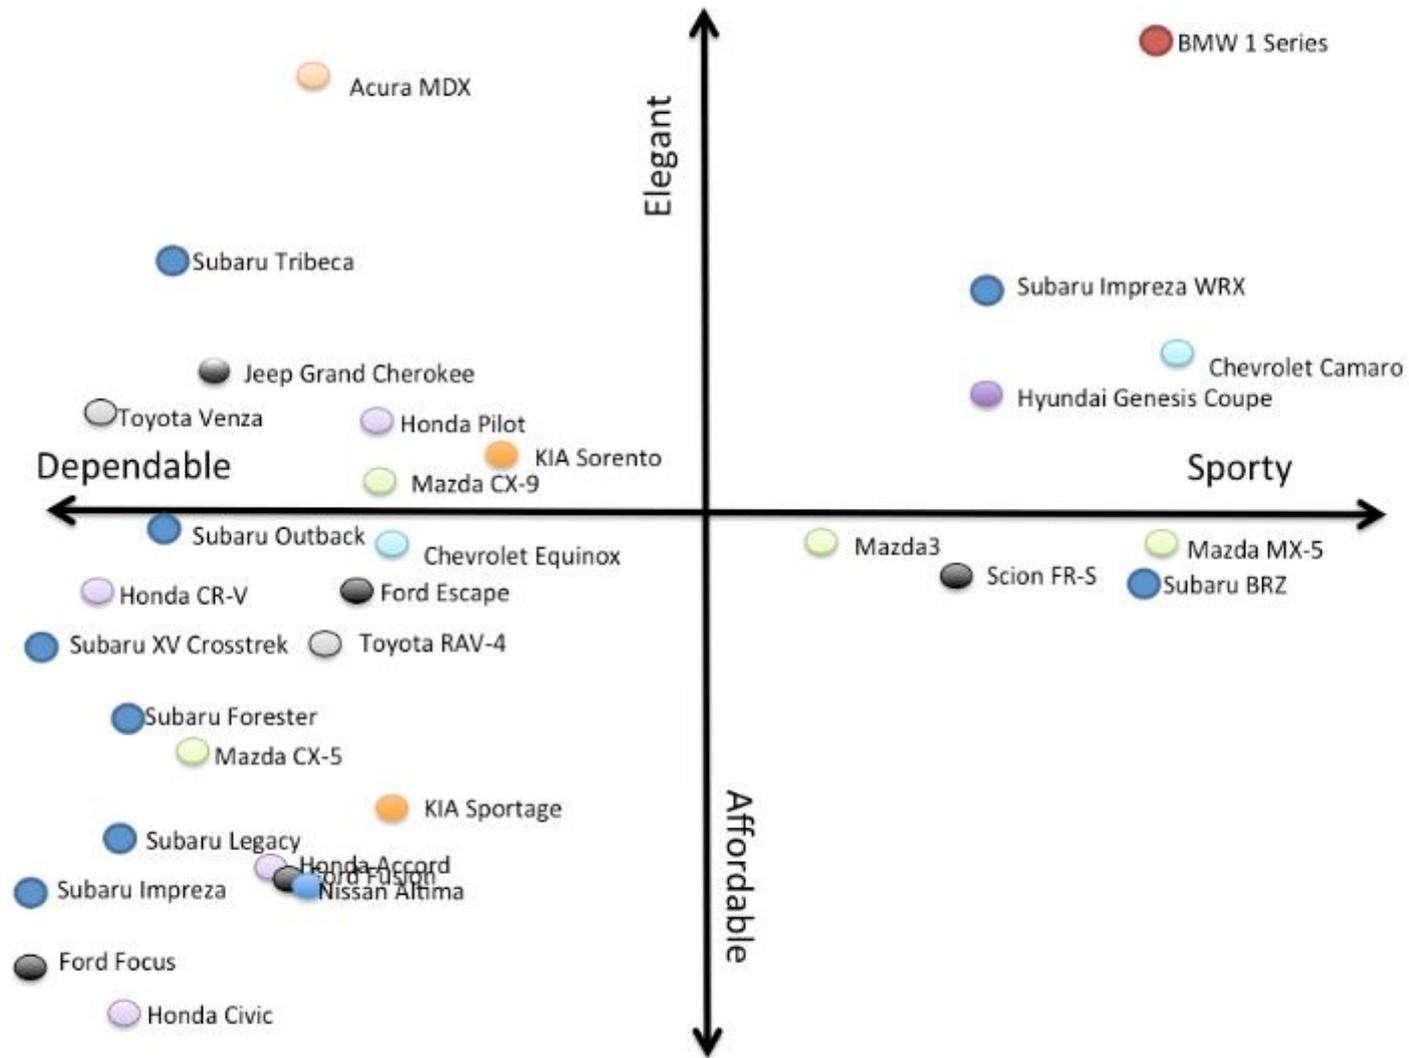 BMW 1 Series
Acura MDX
Elegant
Subaru Tribeca
Subaru Impreza WRX
Chevrolet Camaro
Jeep Grand Cherokee
Hyundai Genesis Coupe
Toyota Venza
Honda Pilot
KIA Sorento
Dependable
Sporty
Mazda CX-9
Subaru Outback
Chevrolet Equinox
Mazda3
Mazda MX-5
Scion FR-S
Subaru BRZ
Honda CR-V
Ford Escape
Subaru XV Crosstrek
Toyota RAV-4
Subaru Forester
Mazda CX-5
KIA Sportage
Affordable
Subaru Legacy
Honda Accord
Ford Fusion
Nissan Altima
Subaru Impreza
Ford Focus
Honda Civic